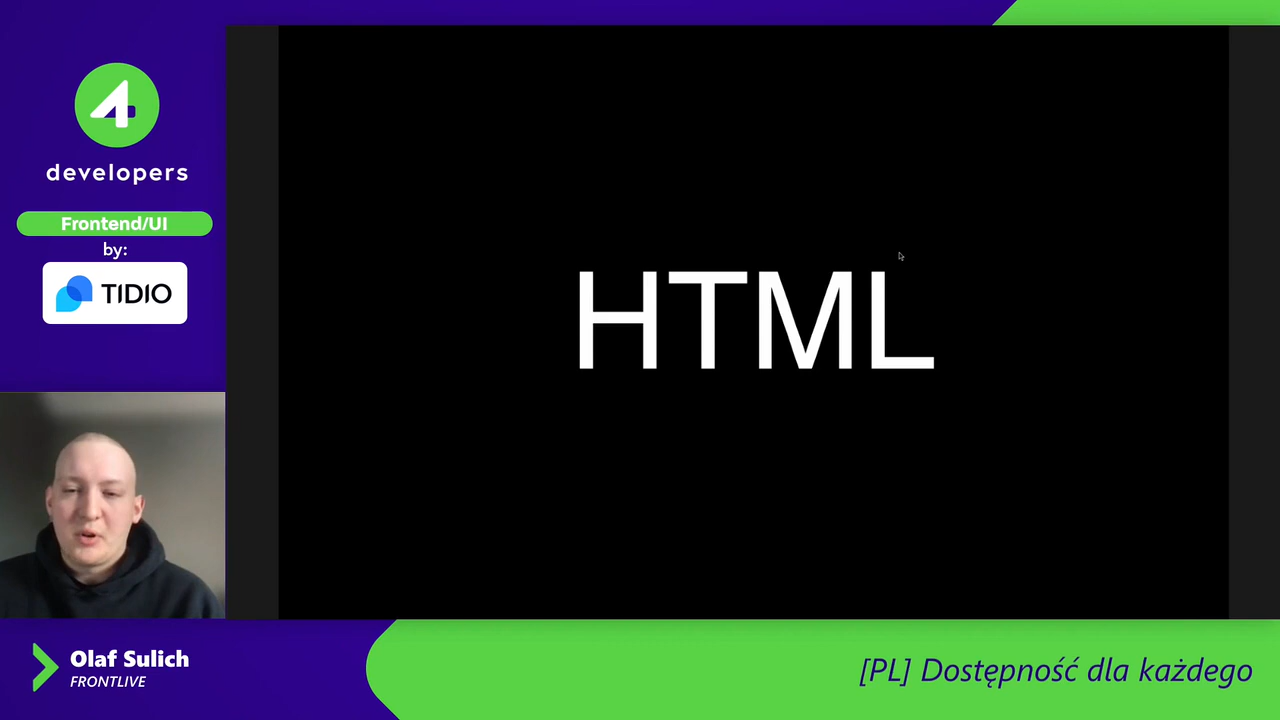 4
developers
Frontend/UI
by:
TIDIO
HTML
Olaf Sulich
FRONTLIVE
[PL] Dostępność dla każdego